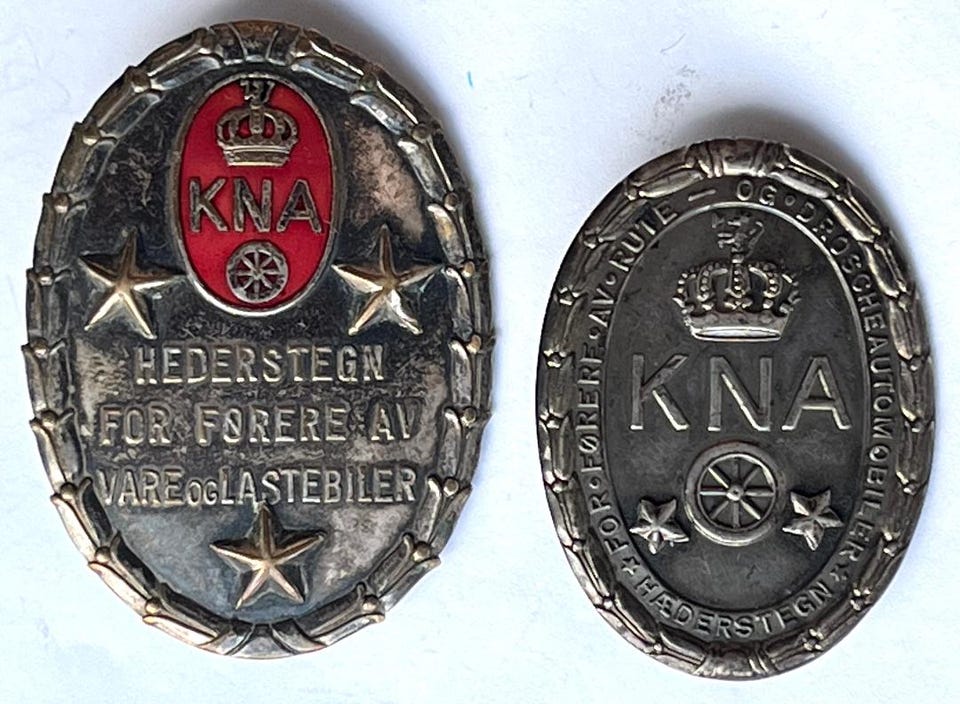 KNA
HEDERSTEGN
FOR FØRERE AV
VARE OG LASTEBILER
FOR · FØRERE · AV · RUTE — OG · DROSCHEAUTOMOBILER
KNA
HÆDERSTEGN